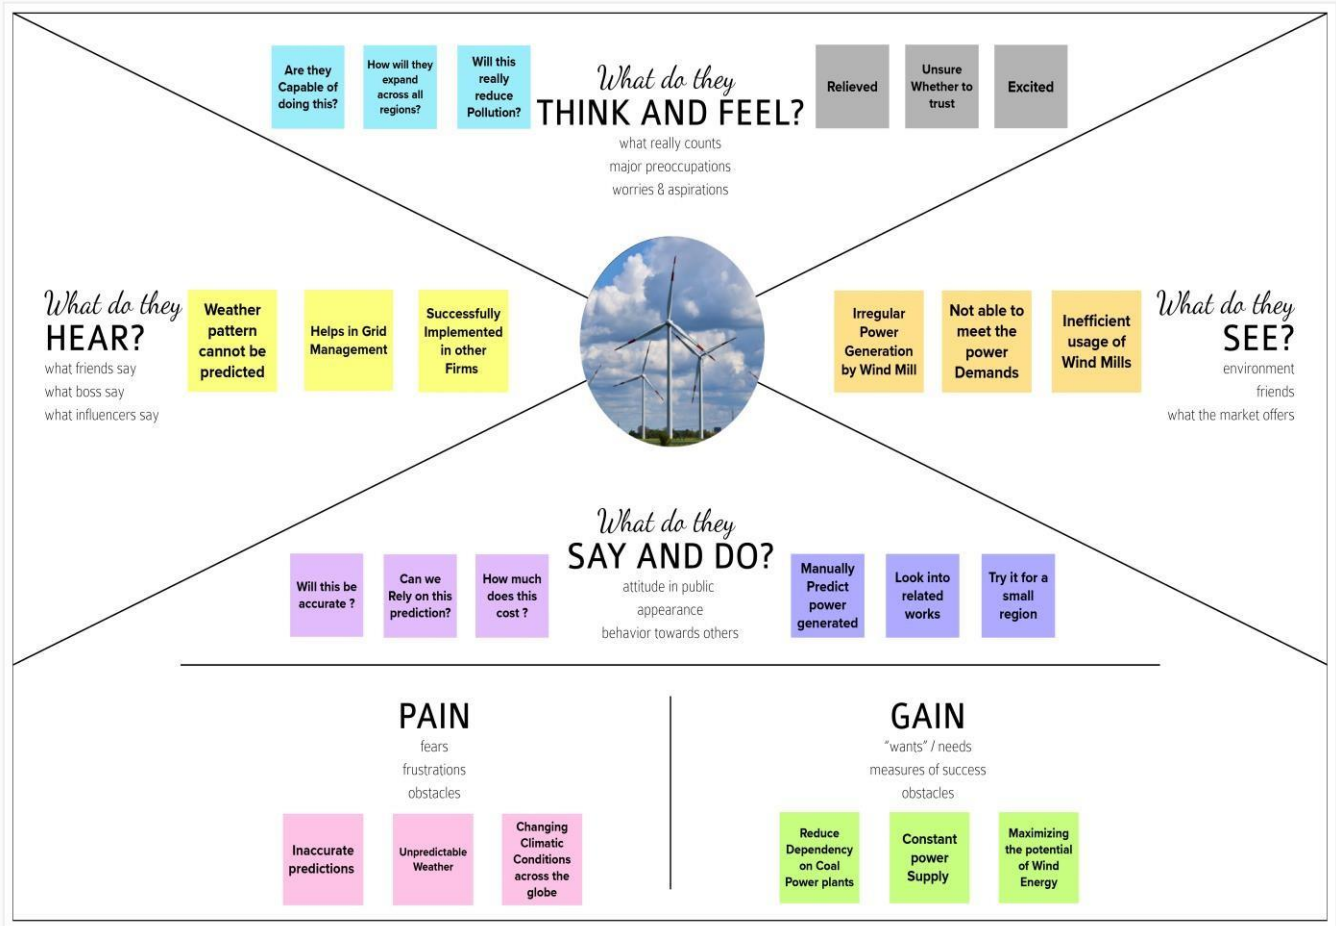 Are they
Capable of
doing this?
How will they
expand
across all
regions?
Will this
really
reduce
Pollution?
What do they
THINK AND FEEL?
what really counts
major preoccupations
worries & aspirations
Relieved
Unsure
Whether to
trust
Excited
What do they
HEAR?
what friends say
what boss say
what influencers say
Weather
pattern
cannot be
predicted
Helps in Grid
Management
Successfully
Implemented
in other
Firms
Irregular
Power
Generation
by Wind Mill
Not able to
meet the
power
Demands
Inefficient
usage of
Wind Mills
What do they
SEE?
environment
friends
what the market offers
Will this be
accurate ?
Can we
Rely on this
prediction?
How much
does this
cost ?
What do they
SAY AND DO?
attitude in public
appearance
behavior towards others
Manually
Predict
power
generated
Look into
related
works
Try it for a
small
region
PAIN
fears
frustrations
obstacles
Inaccurate
predictions
Unpredictable
Weather
Changing
Climatic
Conditions
across the
globe
GAIN
"wants" / needs
measures of success
obstacles
Reduce
Dependency
on Coal
Power plants
Constant
power
Supply
Maximizing
the potential
of Wind
Energy